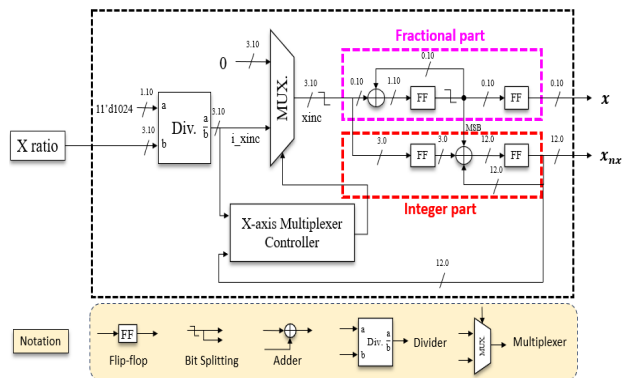 Fractional part
0
3.10
MUX.
3.10
xinc
0.10
0.10
1.10
FF
0.10
FF
0.10
x
11'd1024
1.10
a
3.10
b
Div.
a
b
3.10
i_xinc
X ratio
MSB
3.0
FF
3.0
12.0
FF
12.0
x_nx
12.0
Integer part
X-axis Multiplexer
Controller
12.0
Notation
FF
Flip-flop
Bit Splitting
Adder
a
b
Div.
a
b
Divider
MUX
Multiplexer